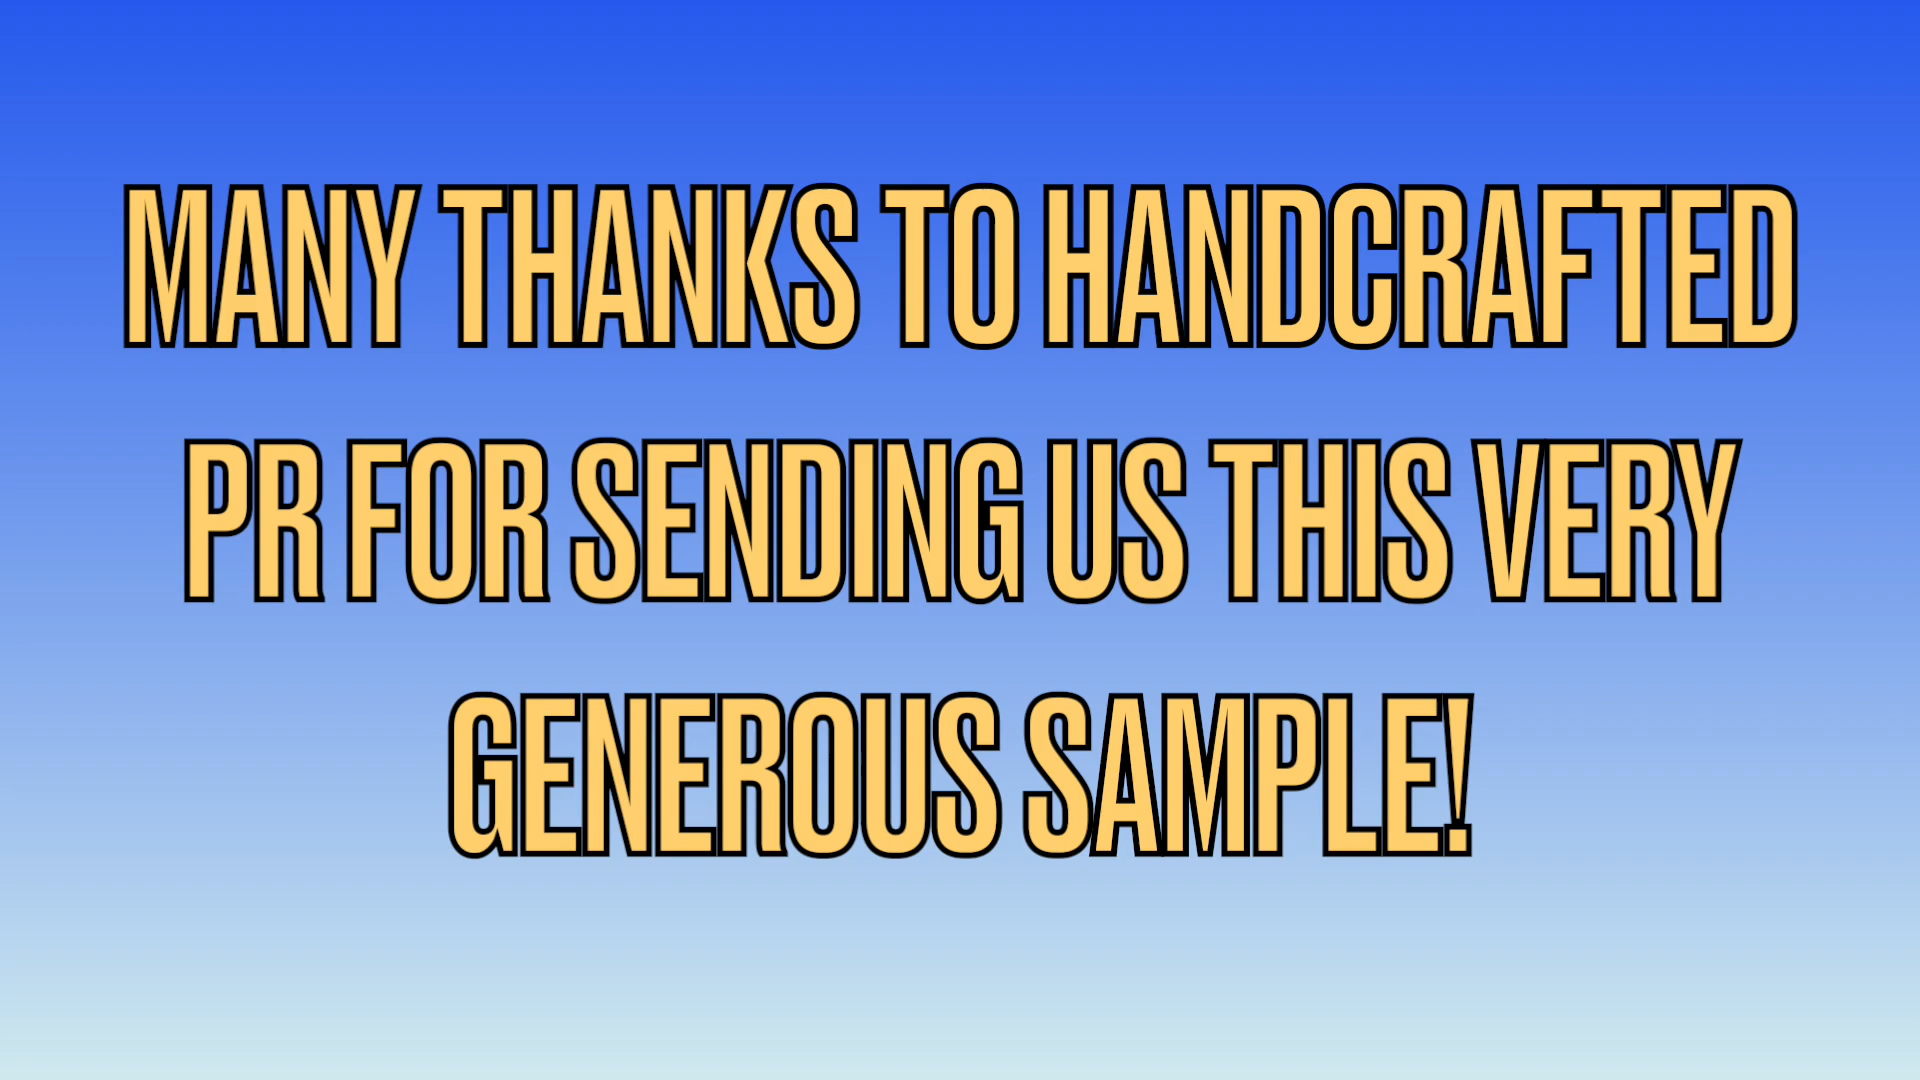 MANY THANKS TO HANDCRAFTED
PR FOR SENDING US THIS VERY
GENEROUS SAMPLE!